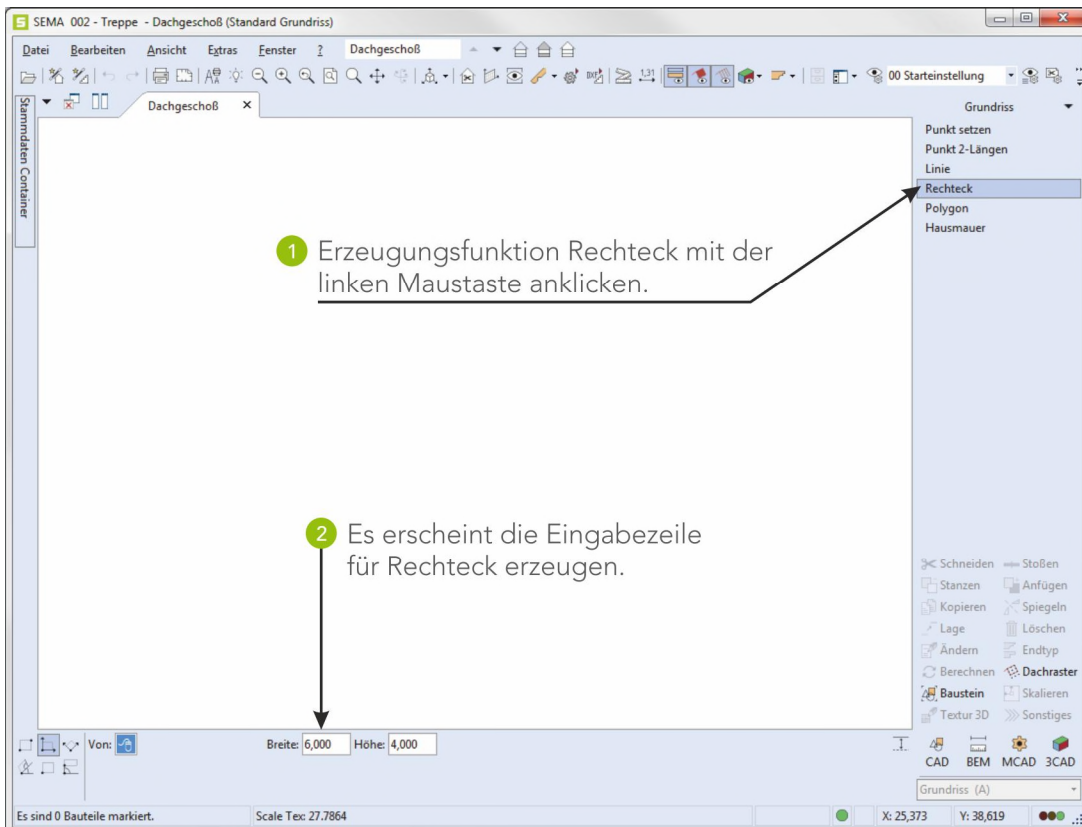 S SEMA 002 - Treppe - Dachgeschoß (Standard Grundriss)
Datei Bearbeiten Ansicht Extras Fenster ? Dachgeschoß
00 Starteinstellung
Stammdaten Container
Dachgeschoß X
Grundriss
Punkt setzen
Punkt 2-Längen
Linie
Rechteck
Polygon
Hausmauer
1 Erzeugungsfunktion Rechteck mit der
linken Maustaste anklicken.
2 Es erscheint die Eingabezeile
für Rechteck erzeugen.
Schneiden Stoßen
Stanzen Anfügen
Kopieren Spiegeln
Lage Löschen
Ändern Endtyp
Berechnen Dachraster
Baustein Skalieren
Textur 3D Sonstiges
Von: Breite: 6,000 Höhe: 4,000
CAD BEM MCAD 3CAD
Grundriss (A)
Es sind 0 Bauteile markiert. Scale Tex: 27.7864 X: 25,373 Y: 38,619